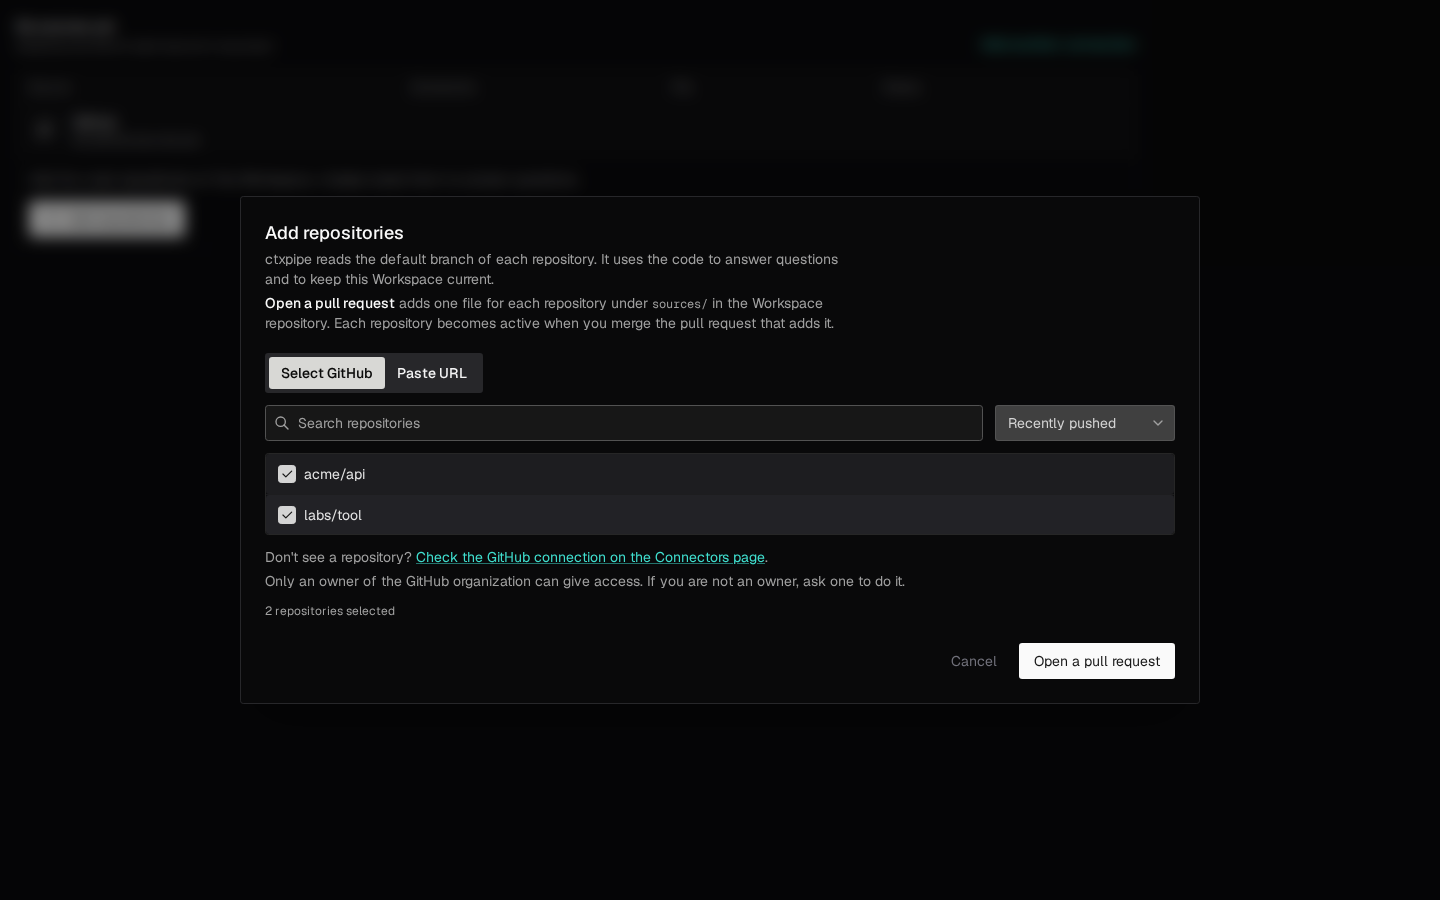 Add repositories
ctxpipe reads the default branch of each repository. It uses the code to answer questions
and to keep this Workspace current.
Open a pull request adds one file for each repository under sources/ in the Workspace
repository. Each repository becomes active when you merge the pull request that adds it.
Select GitHub Paste URL
Search repositories Recently pushed
acme/api
labs/tool
Don't see a repository? Check the GitHub connection on the Connectors page.
Only an owner of the GitHub organization can give access. If you are not an owner, ask one to do it.
2 repositories selected
Cancel Open a pull request